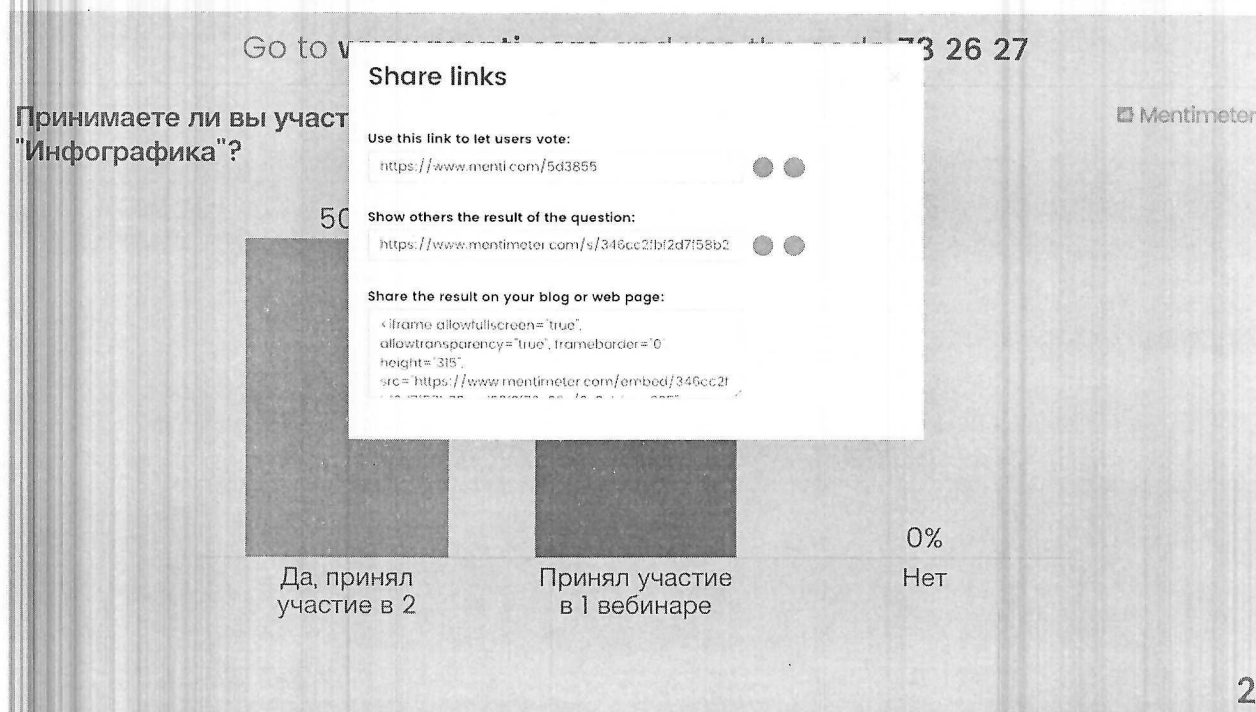 Go to
73 26 27
Share links
Принимаете ли вы участ
"Инфографика"?
Mentimeter
Use this link to let users vote:
https://www.menti.com/5d3855
50
Show others the result of the question:
https://www.mentimeter.com/s/346cc2fbf2d7f58b2
Share the result on your blog or web page:
<iframe allowfullscreen="true",
allowtransparency="true", frameborder="0"
height="315",
src="https://www.mentimeter.com/embed/346cc2f
0%
Да, принял
участие в 2
Принял участие
в 1 вебинаре
Нет
2